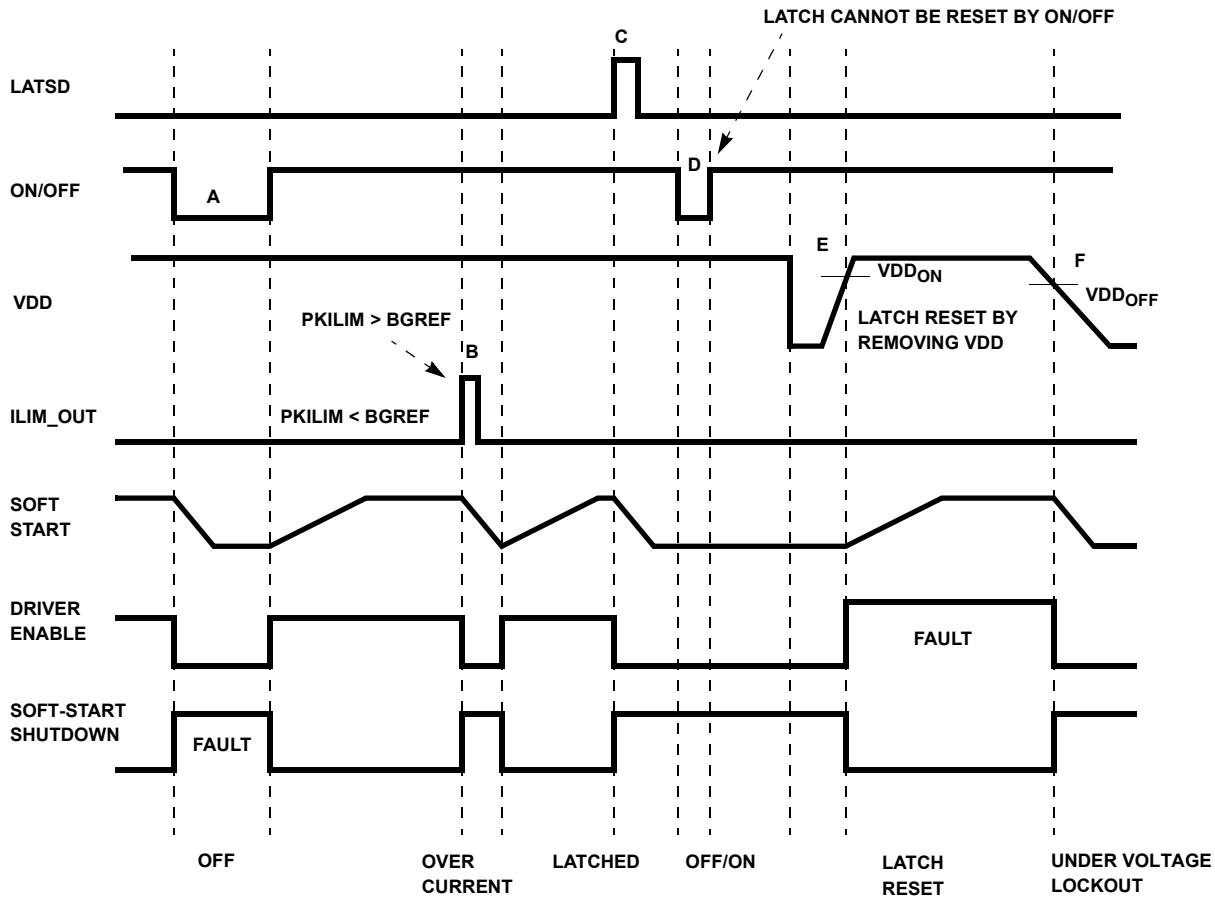 LATCH CANNOT BE RESET BY ON/OFF
C
LATSD
D
ON/OFF
A
E
F
VDD
VDDON
VDDOFF
LATCH RESET BY
REMOVING VDD
PKILIM > BGREF
B
ILIM_OUT
PKILIM < BGREF
SOFT
START
DRIVER
ENABLE
FAULT
SOFT-START
SHUTDOWN
FAULT
OFF
OVER
CURRENT
LATCHED
OFF/ON
LATCH
RESET
UNDER VOLTAGE
LOCKOUT